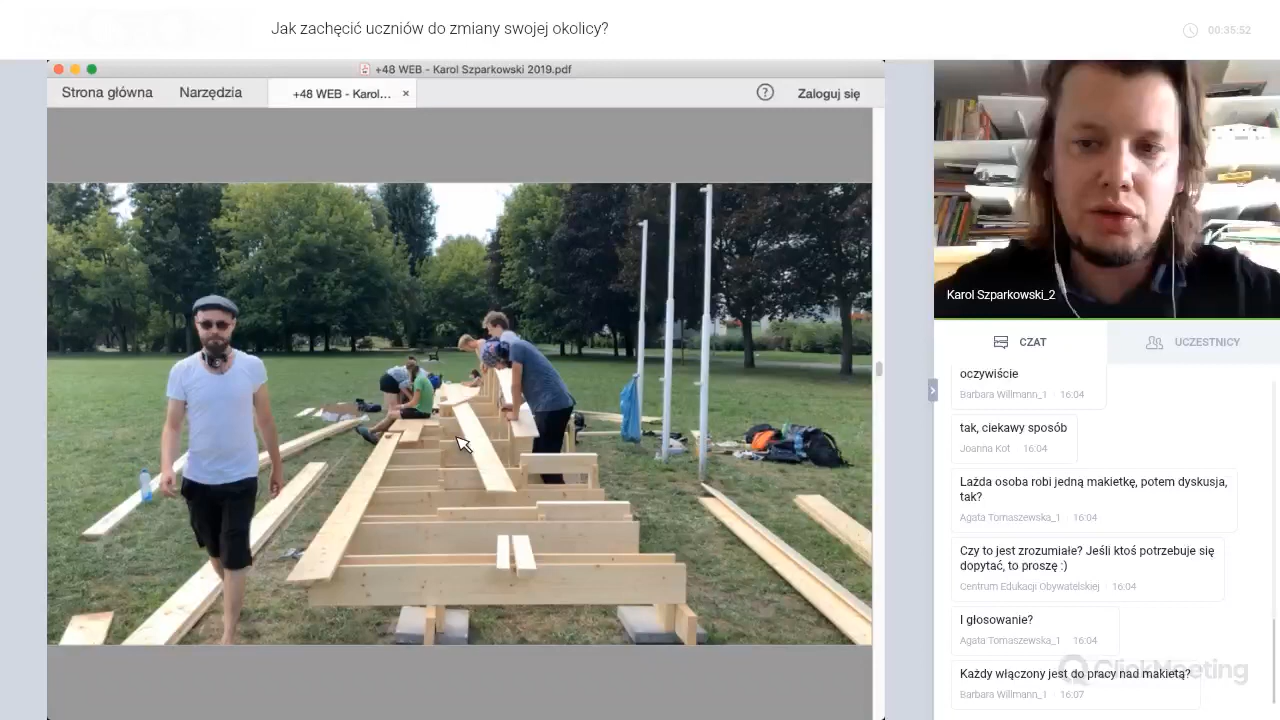 Jak zachęcić uczniów do zmiany swojej okolicy?
00:35:52
+48 WEB - Karol Szparkowski 2019.pdf
Strona główna
Narzędzia
+48 WEB - Karol... ×
?
Zaloguj się
Karol Szparkowski_2
CZAT
UCZESTNICY
oczywiście
Barbara Willmann_1 16:04
tak, ciekawy sposób
Joanna Kot 16:04
Lażda osoba robi jedną makietkę, potem dyskusja,
tak?
Agata Tomaszewska_1 16:04
Czy to jest zrozumiałe? Jeśli ktoś potrzebuje się
dopytać, to proszę :)
Centrum Edukacji Obywatelskiej 16:04
I głosowanie?
Agata Tomaszewska_1 16:04
Każdy włączony jest do pracy nad makietą?
Barbara Willmann_1 16:07
ClickMeeting